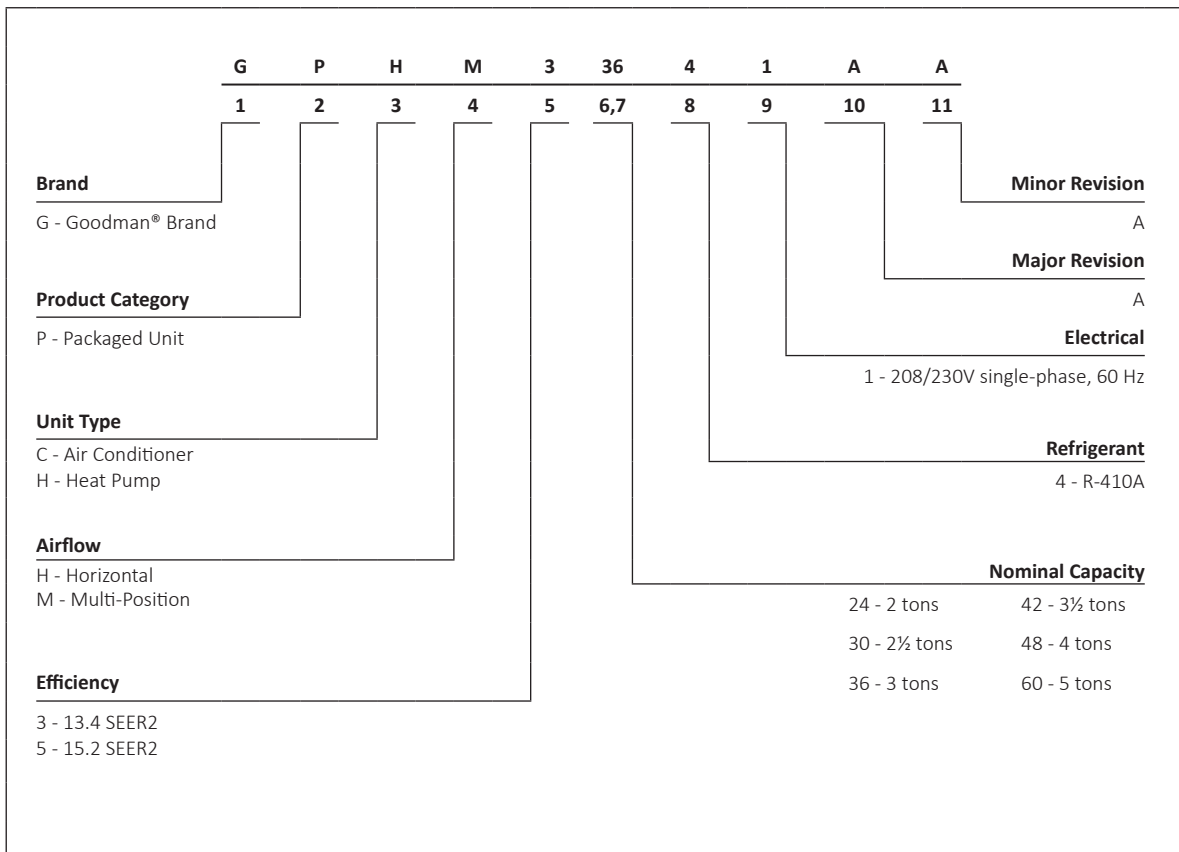 G P H M 3 36 4 1 A A
1 2 3 4 5 6,7 8 9 10 11
Brand
G - Goodman® Brand
Product Category
P - Packaged Unit
Unit Type
C - Air Conditioner
H - Heat Pump
Airflow
H - Horizontal
M - Multi-Position
Efficiency
3 - 13.4 SEER2
5 - 15.2 SEER2
Minor Revision
A
Major Revision
A
Electrical
1 - 208/230V single-phase, 60 Hz
Refrigerant
4 - R-410A
Nominal Capacity
24 - 2 tons 42 - 3½ tons
30 - 2½ tons 48 - 4 tons
36 - 3 tons 60 - 5 tons